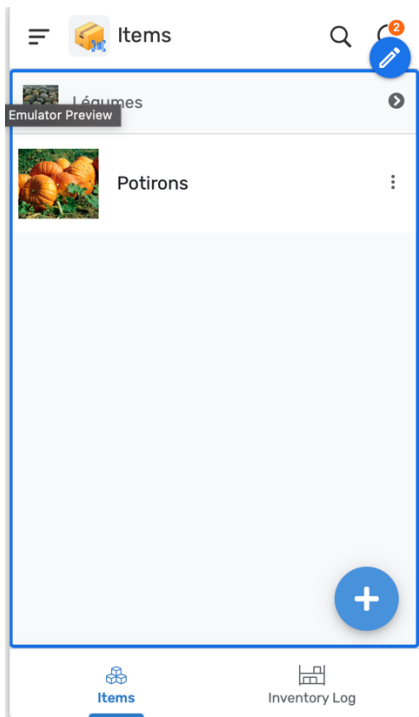 Items
2
Légumes
Emulator Preview
Potirons
Items
Inventory Log